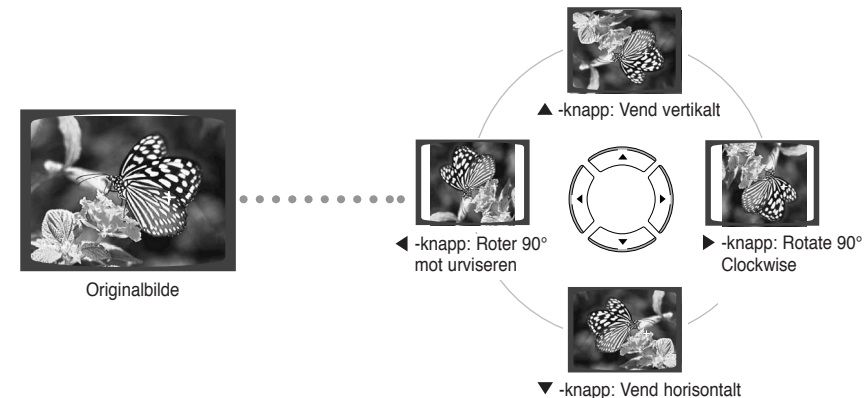 ▲ -knapp: Vend vertikalt
◀ -knapp: Roter 90°
mot urviseren
▶ -knapp: Rotate 90°
Clockwise
Originalbilde
▼ -knapp: Vend horisontalt